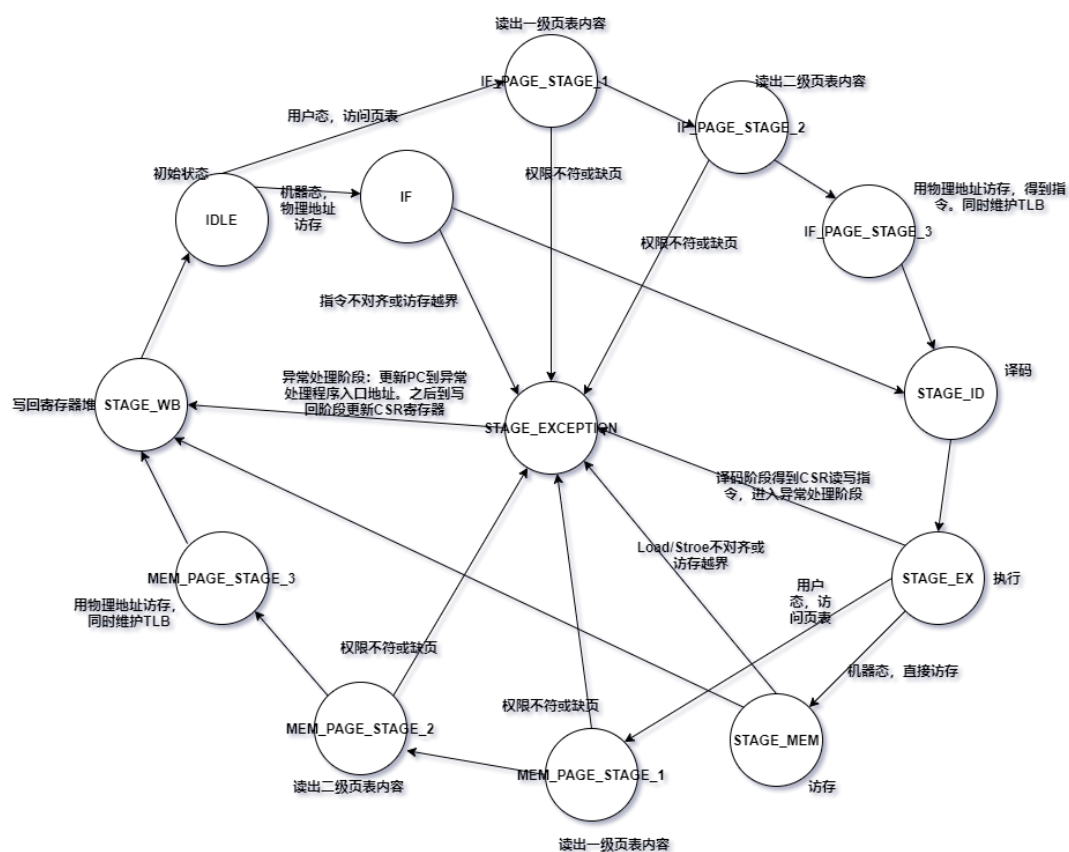 读出一级页表内容
IF_PAGE_STAGE_1
读出二级页表内容
IF_PAGE_STAGE_2
用户态，访问页表
初始状态
IDLE
机器态，
物理地址
访存
IF
权限不符或缺页
用物理地址访存，得到指
令。同时维护TLB
IF_PAGE_STAGE_3
权限不符或缺页
指令不对齐或访存越界
译码
STAGE_ID
异常处理阶段：更新PC到异常
处理程序入口地址。之后到写
回阶段更新CSR寄存器
写回寄存器堆
STAGE_WB
STAGE_EXCEPTION
译码阶段得到CSR读写指
令，进入异常处理阶段
Load/Stroe不对齐或
访存越界
STAGE_EX
执行
MEM_PAGE_STAGE_3
用物理地址访存，
同时维护TLB
用户
态，访
问页表
权限不符或缺页
机器态，直接访存
权限不符或缺页
MEM_PAGE_STAGE_2
读出二级页表内容
STAGE_MEM
访存
MEM_PAGE_STAGE_1
读出一级页表内容